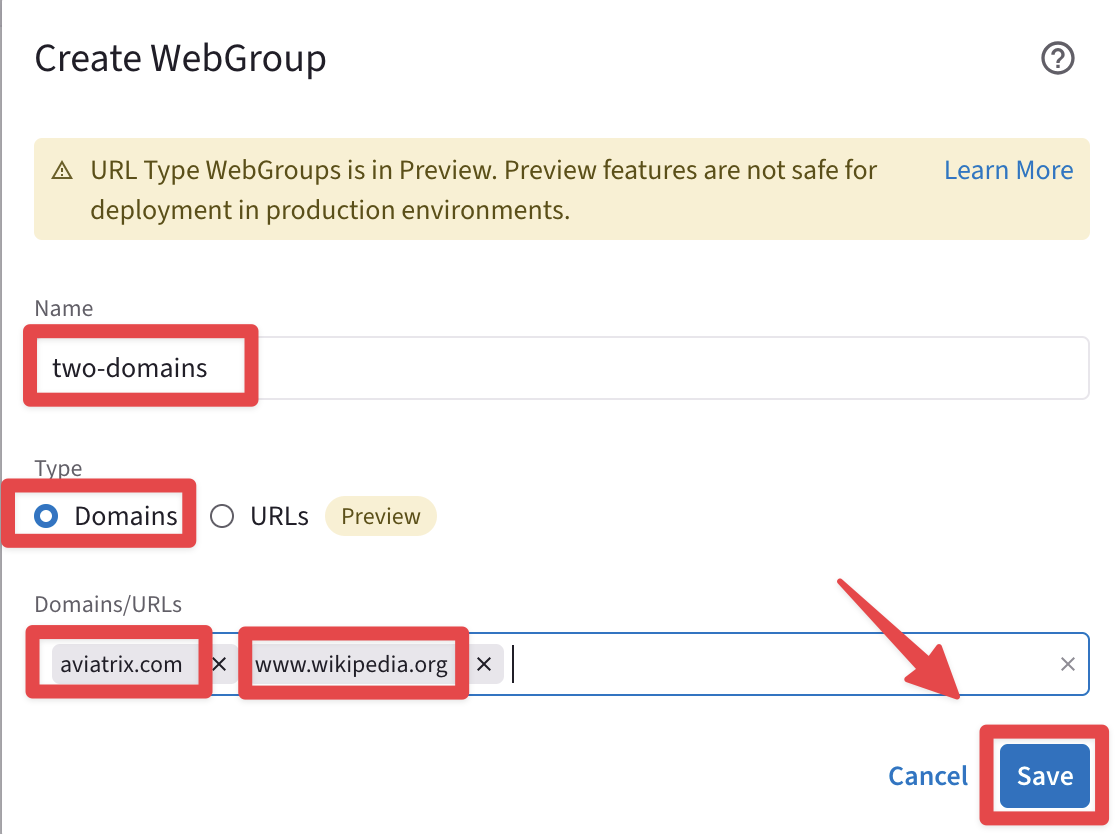 Create WebGroup
URL Type WebGroups is in Preview. Preview features are not safe for Learn More
deployment in production environments.
Name
two-domains
Type
Domains URLs Preview
Domains/URLs
aviatrix.com www.wikipedia.org
Cancel Save